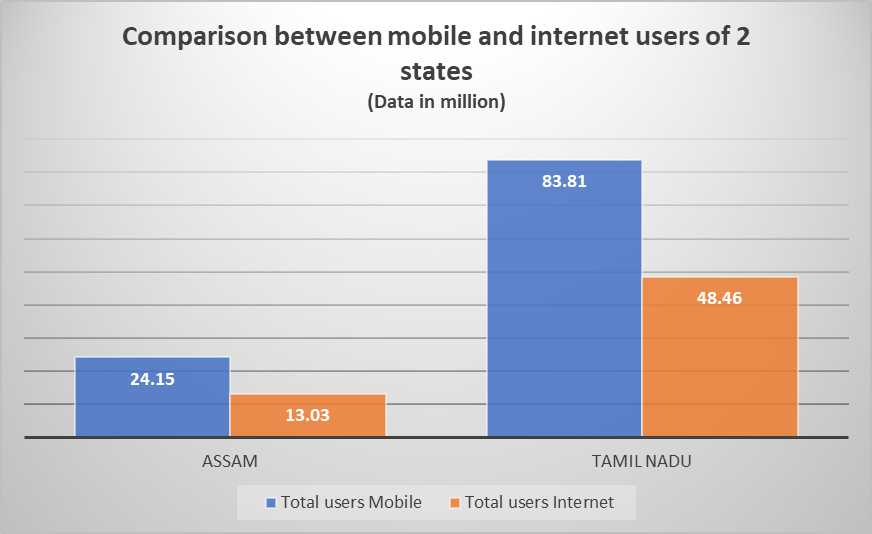 Comparison between mobile and internet users of 2
states
(Data in million)
83.81
48.46
24.15
13.03
ASSAM
TAMIL NADU
Total users Mobile
Total users Internet